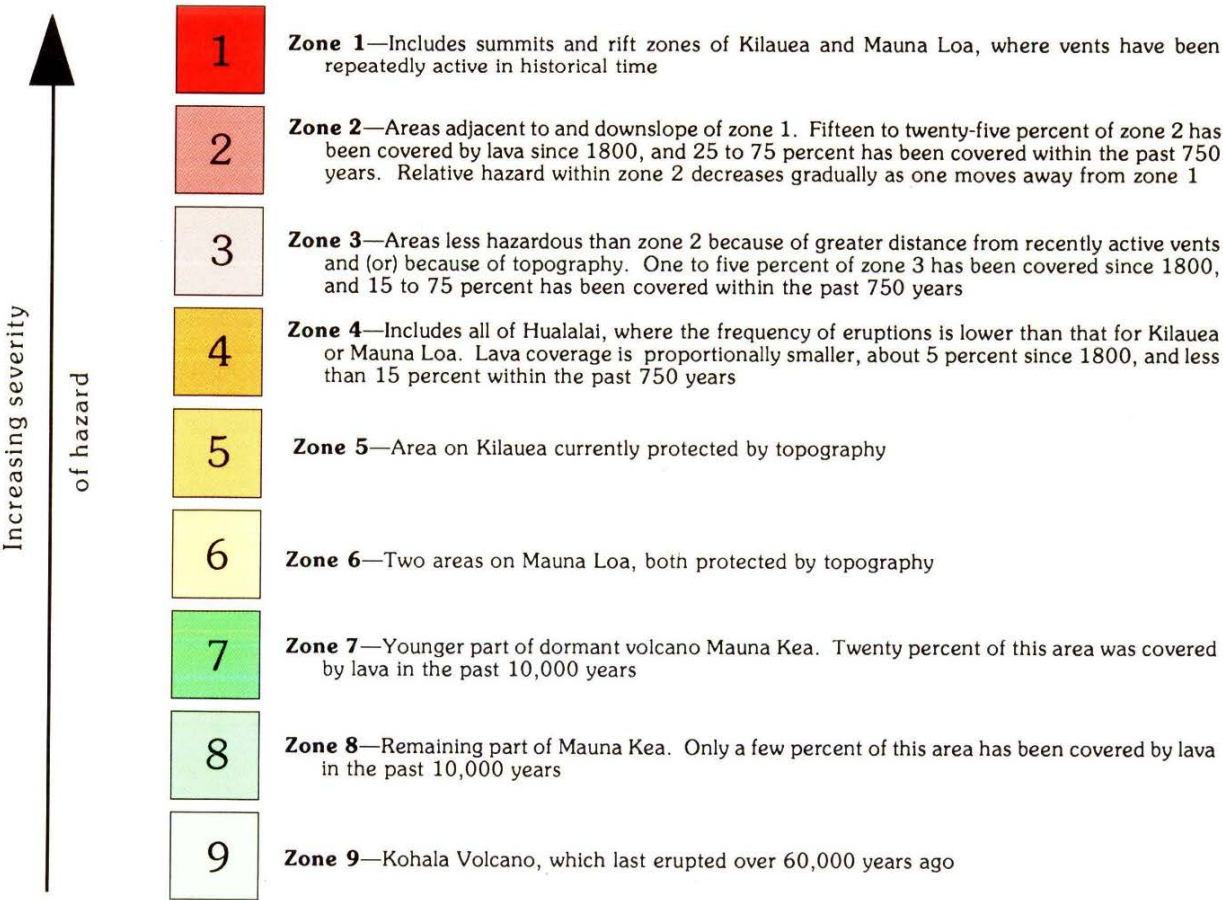 Increasing severity
of hazard
1
Zone 1—Includes summits and rift zones of Kilauea and Mauna Loa, where vents have been
repeatedly active in historical time
2
Zone 2—Areas adjacent to and downslope of zone 1. Fifteen to twenty-five percent of zone 2 has
been covered by lava since 1800, and 25 to 75 percent has been covered within the past 750
years. Relative hazard within zone 2 decreases gradually as one moves away from zone 1
3
Zone 3—Areas less hazardous than zone 2 because of greater distance from recently active vents
and (or) because of topography. One to five percent of zone 3 has been covered since 1800,
and 15 to 75 percent has been covered within the past 750 years
4
Zone 4—Includes all of Hualalai, where the frequency of eruptions is lower than that for Kilauea
or Mauna Loa. Lava coverage is proportionally smaller, about 5 percent since 1800, and less
than 15 percent within the past 750 years
5
Zone 5—Area on Kilauea currently protected by topography
6
Zone 6—Two areas on Mauna Loa, both protected by topography
7
Zone 7—Younger part of dormant volcano Mauna Kea. Twenty percent of this area was covered
by lava in the past 10,000 years
8
Zone 8—Remaining part of Mauna Kea. Only a few percent of this area has been covered by lava
in the past 10,000 years
9
Zone 9—Kohala Volcano, which last erupted over 60,000 years ago